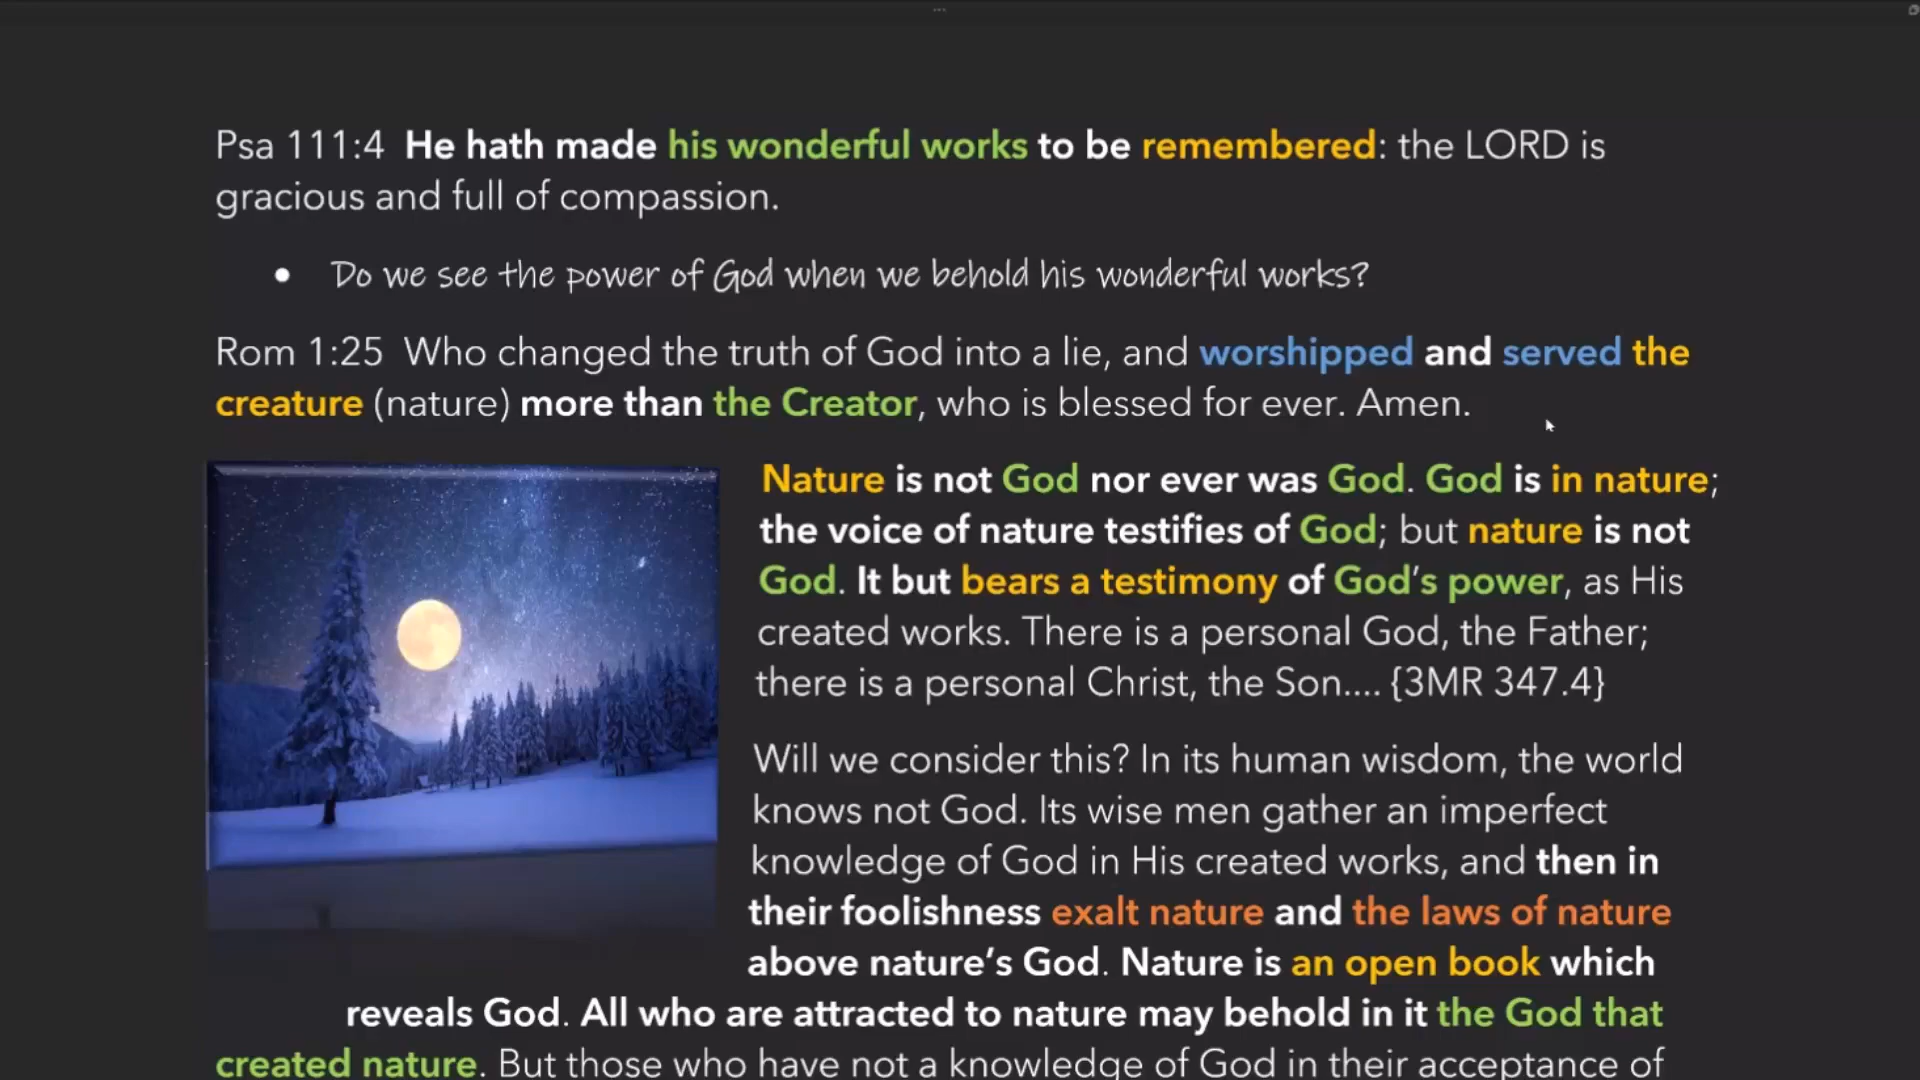 Psa 111:4 He hath made his wonderful works to be remembered: the LORD is
gracious and full of compassion.
• Do we see the power of God when we behold his wonderful works?
Rom 1:25 Who changed the truth of God into a lie, and worshipped and served the
creature (nature) more than the Creator, who is blessed for ever. Amen.
Nature is not God nor ever was God. God is in nature;
the voice of nature testifies of God; but nature is not
God. It but bears a testimony of God's power, as His
created works. There is a personal God, the Father;
there is a personal Christ, the Son.... {3MR 347.4}
Will we consider this? In its human wisdom, the world
knows not God. Its wise men gather an imperfect
knowledge of God in His created works, and then in
their foolishness exalt nature and the laws of nature
above nature's God. Nature is an open book which
reveals God. All who are attracted to nature may behold in it the God that
created nature. But those who have not a knowledge of God in their acceptance of